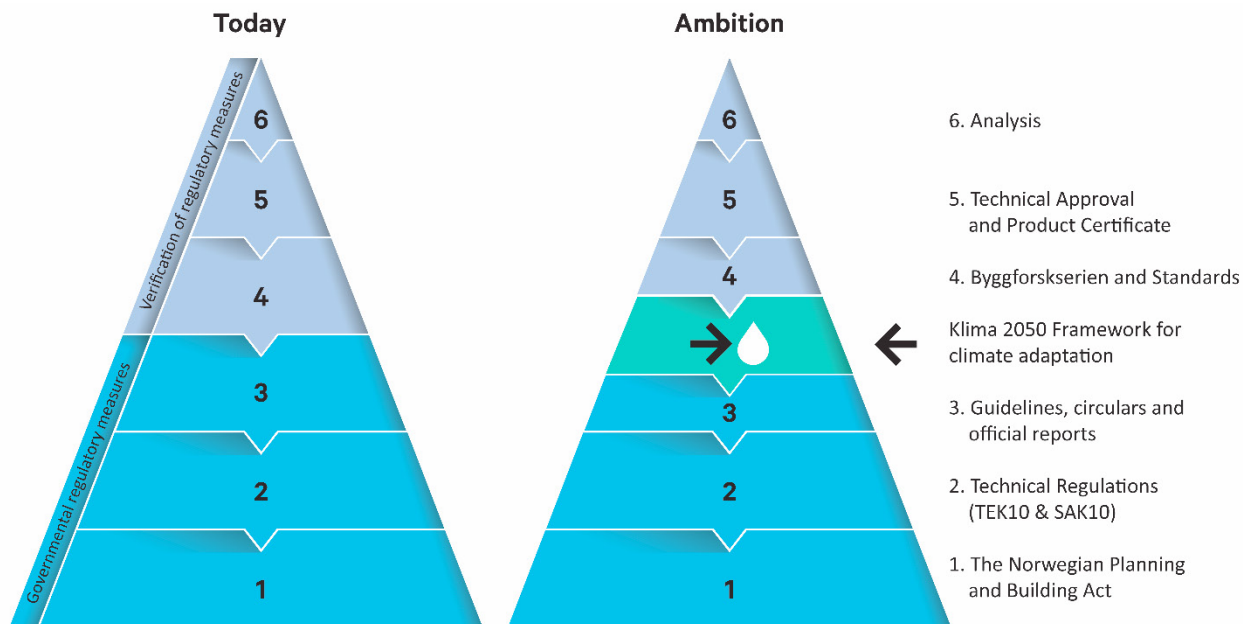 Today
Verification of regulatory measures
Governmental regulatory measures
6
5
4
3
2
1
Ambition
6
5
4
3
2
1
6. Analysis
5. Technical Approval
and Product Certificate
4. Byggforskserien and Standards
Klima 2050 Framework for
climate adaptation
3. Guidelines, circulars and
official reports
2. Technical Regulations
(TEK10 & SAK10)
1. The Norwegian Planning
and Building Act